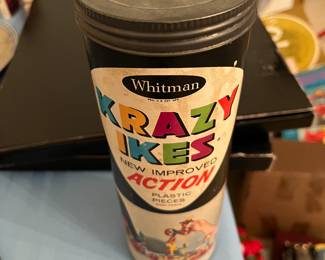 Whitman
KRAZY
IKES
NEW IMPROVED
ACTION
PLASTIC
PIECES